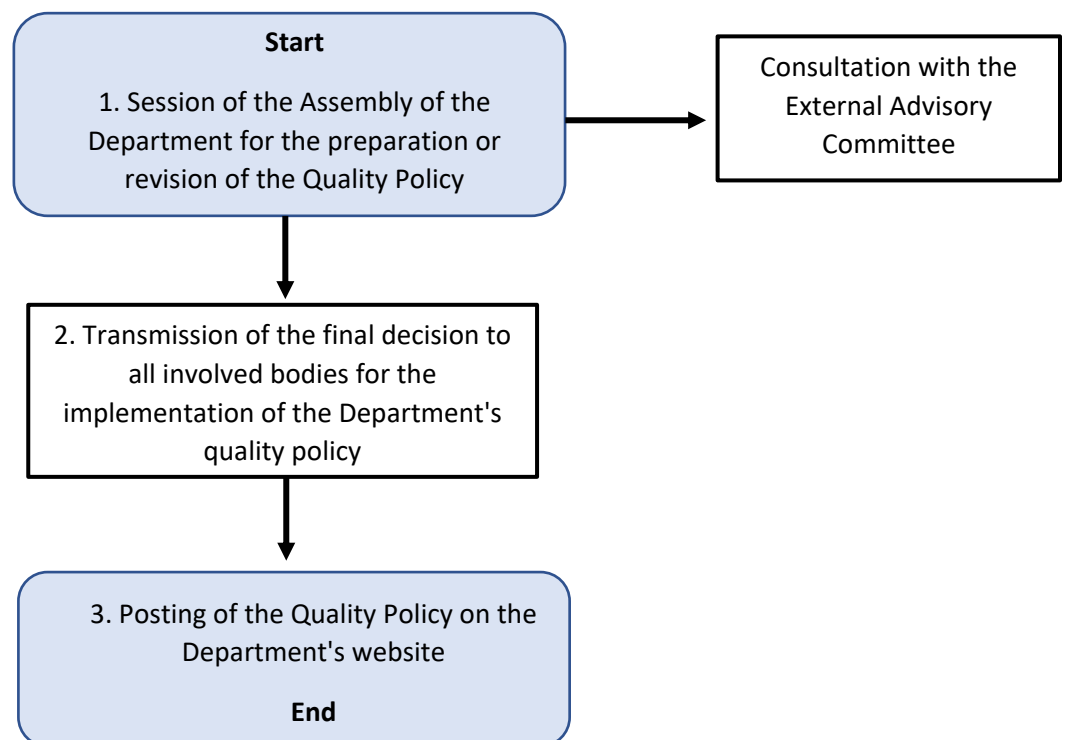 Start
1. Session of the Assembly of the
Department for the preparation or
revision of the Quality Policy
Consultation with the
External Advisory
Committee
2. Transmission of the final decision to
all involved bodies for the
implementation of the Department's
quality policy
3. Posting of the Quality Policy on the
Department's website
End